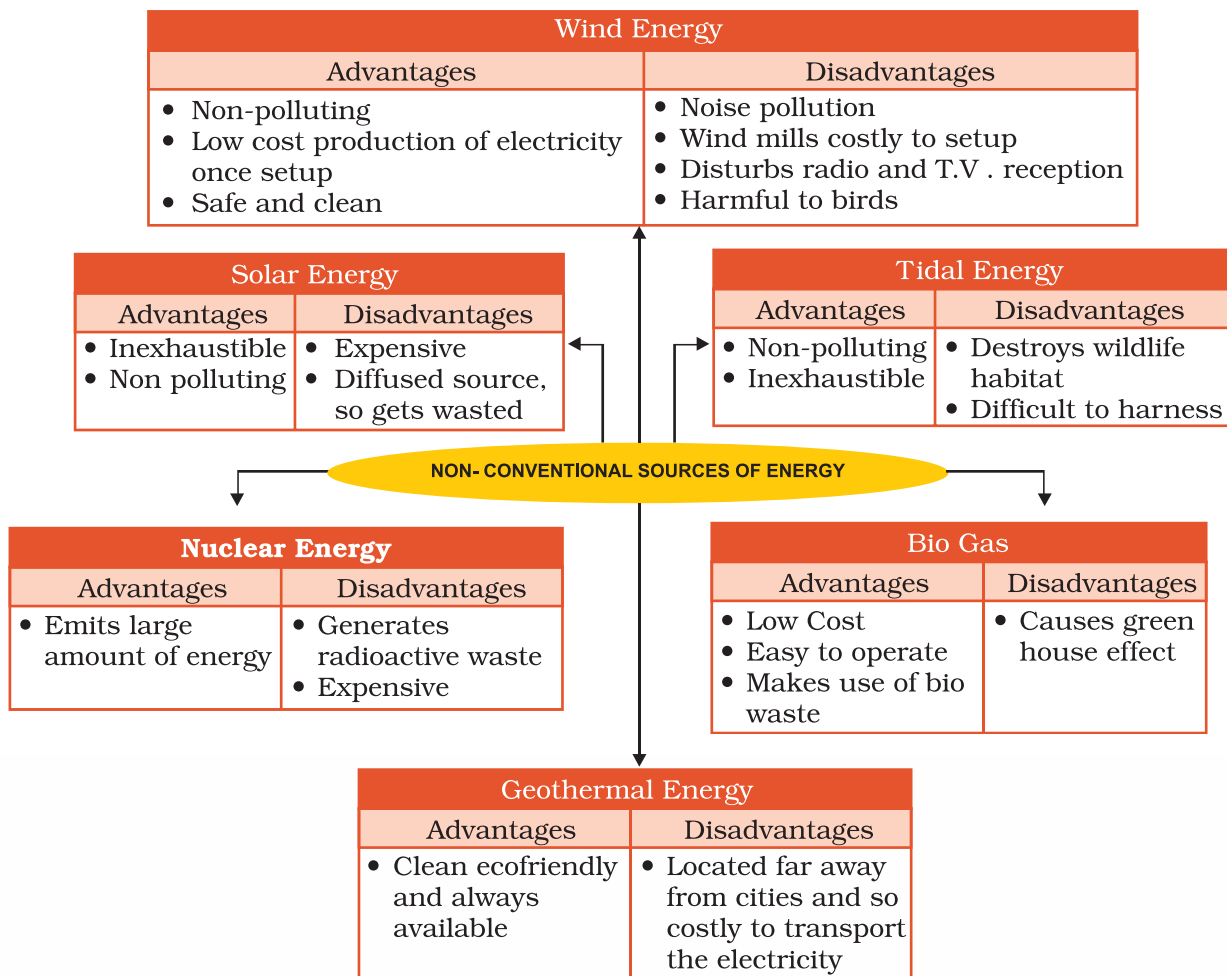 Wind Energy
Advantages
Disadvantages
• Non-polluting
• Low cost production of electricity
once setup
• Safe and clean
• Noise pollution
• Wind mills costly to setup
• Disturbs radio and T.V . reception
• Harmful to birds
Solar Energy
Advantages
Disadvantages
• Inexhaustible
• Non polluting
• Expensive
• Diffused source,
so gets wasted
Tidal Energy
Advantages
Disadvantages
• Non-polluting
• Inexhaustible
• Destroys wildlife
habitat
• Difficult to harness
NON- CONVENTIONAL SOURCES OF ENERGY
Nuclear Energy
Advantages
Disadvantages
• Emits large
amount of energy
• Generates
radioactive waste
• Expensive
Bio Gas
Advantages
Disadvantages
• Low Cost
• Easy to operate
• Makes use of bio
waste
• Causes green
house effect
Geothermal Energy
Advantages
Disadvantages
• Clean ecofriendly
and always
available
• Located far away
from cities and so
costly to transport
the electricity